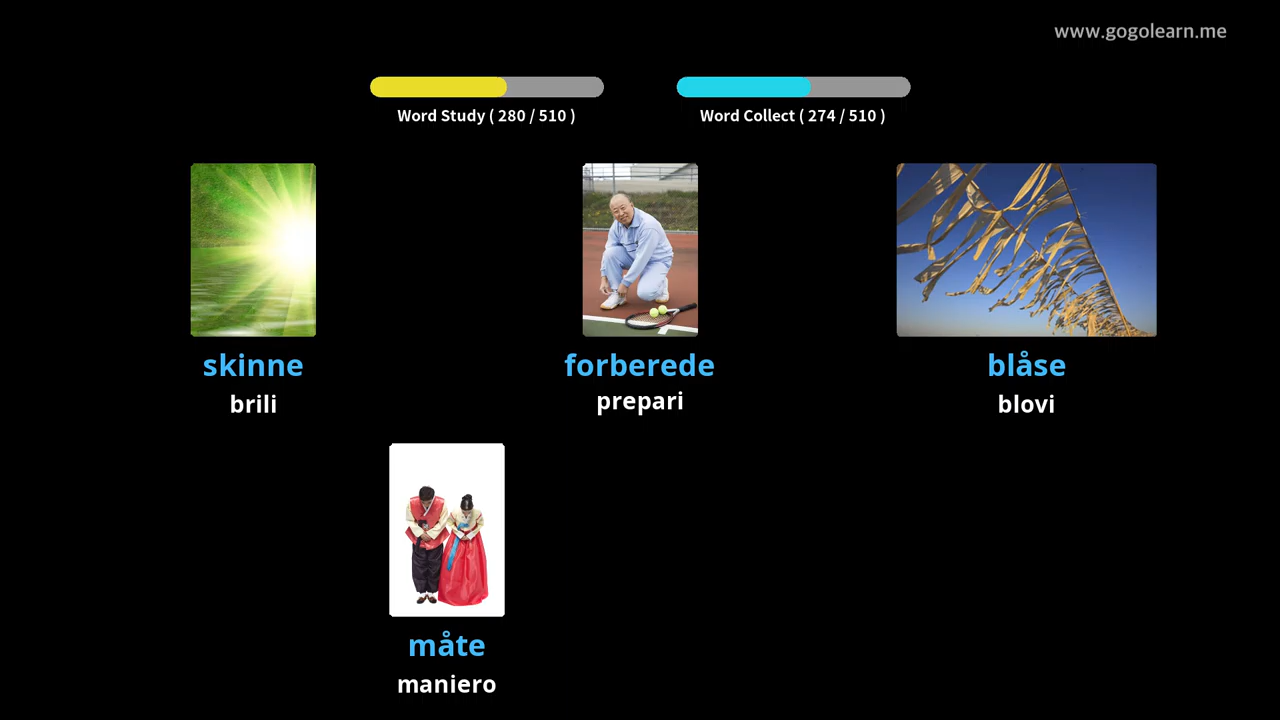 www.gogolearn.me
Word Study ( 280 / 510 )
Word Collect ( 274 / 510 )
skinne
brili
forberede
prepari
blåse
blovi
måte
maniero